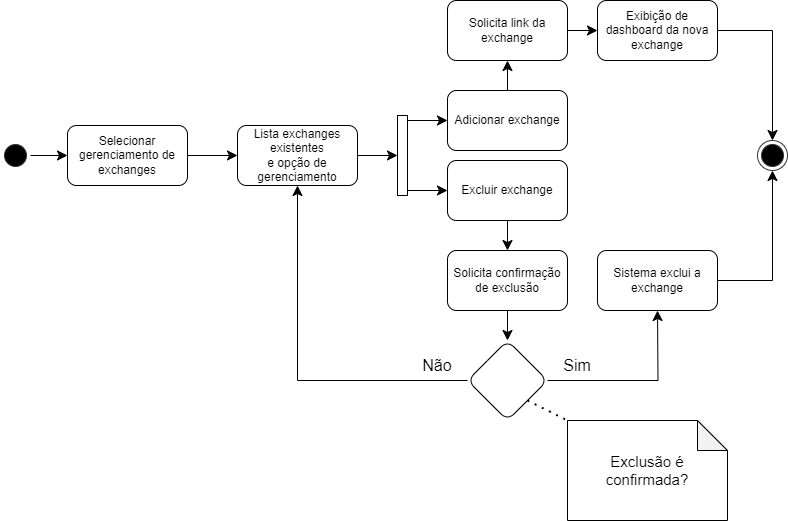 Solicita link da
exchange
Exibição de
dashboard da nova
exchange
Selecionar
gerenciamento de
exchanges
Lista exchanges
existentes
e opção de
gerenciamento
Adicionar exchange
Excluir exchange
Solicita confirmação
de exclusão
Sistema exclui a
exchange
Não
Sim
Exclusão é
confirmada?